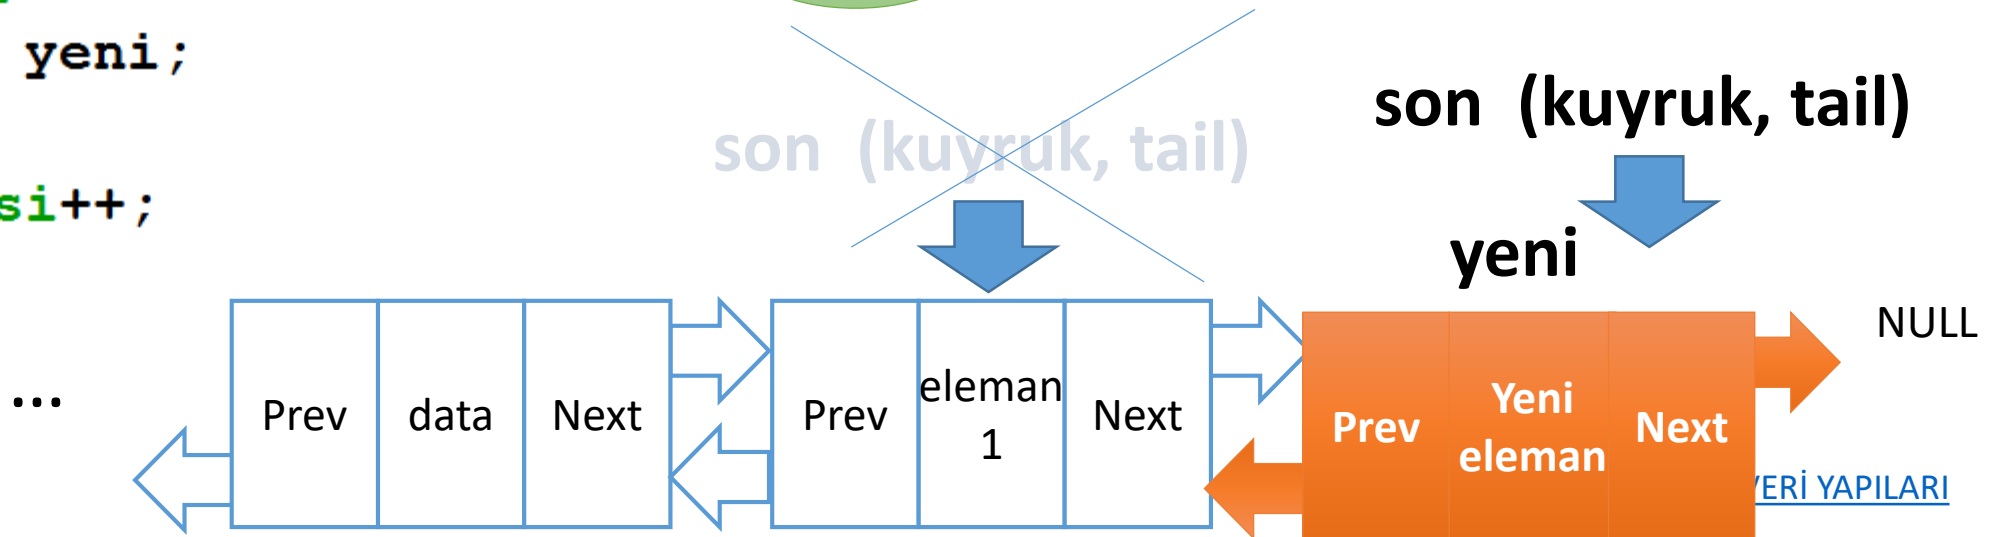 yeni;
si++;
son (kuyruk, tail)
son (kuyruk, tail)
yeni
NULL
...
Prev
data
Next
Prev
eleman
1
Next
Prev
Yeni
eleman
Next
VERİ YAPILARI